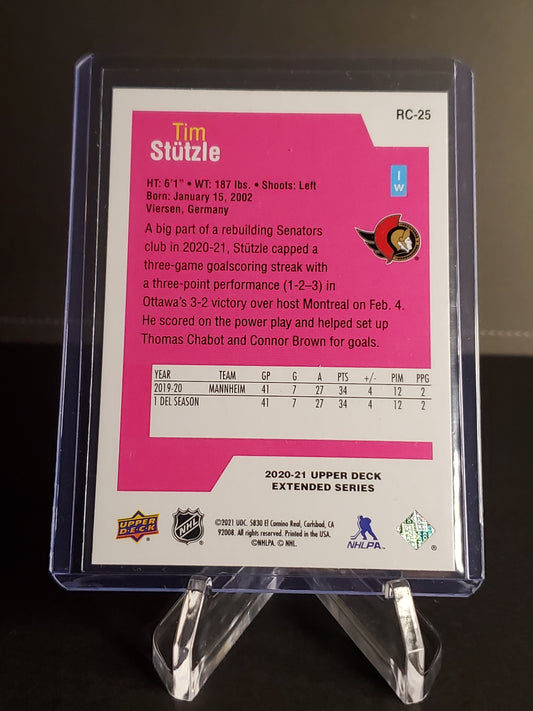 RC-25
Tim
Stützle
lw
HT: 6'1" • WT: 187 lbs. • Shoots: Left
Born: January 15, 2002
Viersen, Germany
A big part of a rebuilding Senators
club in 2020-21, Stützle capped a
three-game goalscoring streak with
a three-point performance (1-2–3) in
Ottawa's 3-2 victory over host Montreal on Feb. 4.
He scored on the power play and helped set up
Thomas Chabot and Connor Brown for goals.
YEAR TEAM GP G A PTS +/- PIM PPG
2019-20 MANNHEIM 41 7 27 34 4 12 2
1 DEL SEASON 41 7 27 34 4 12 2
2020-21 UPPER DECK
EXTENDED SERIES
©2021 UDC. 5830 El Camino Real, Carlsbad, CA
92008. All rights reserved. Printed in the USA.
©NHLPA. © NHL.
UPPER DECK
NHL
NHLPA